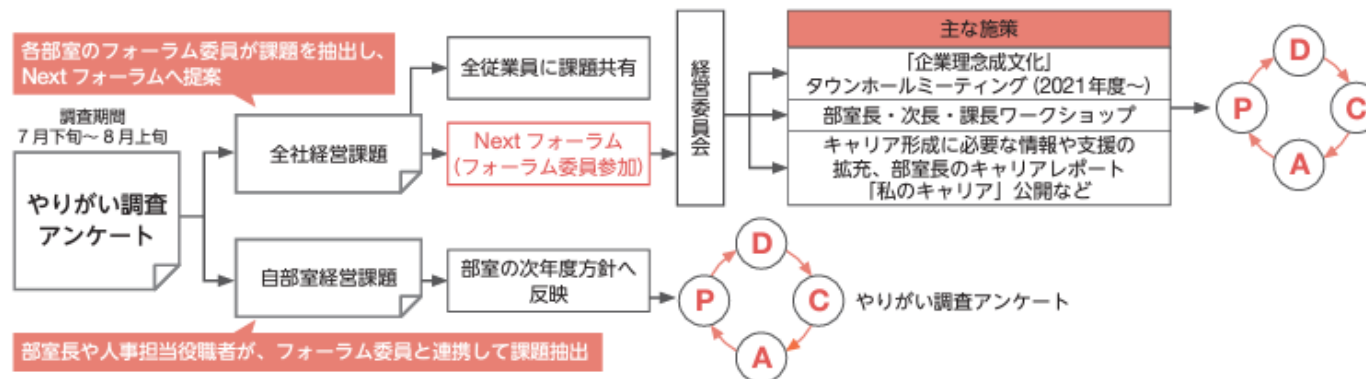 各部室のフォーラム委員が課題を抽出し、
Nextフォーラムへ提案
調査期間
7月下旬～8月上旬
やりがい調査
アンケート
全社経営課題
全従業員に課題共有
Next フォーラム
(フォーラム委員参加)
経営委員会
主な施策
「企業理念成文化」
タウンホールミーティング(2021年度～)
部室長・次長・課長ワークショップ
キャリア形成に必要な情報や支援の
拡充、部室長のキャリアレポート
「私のキャリア」公開など
P
D
C
A
自部室経営課題
部室の次年度方針へ
反映
P
D
C
A
やりがい調査アンケート
部室長や人事担当役職者が、フォーラム委員と連携して課題抽出